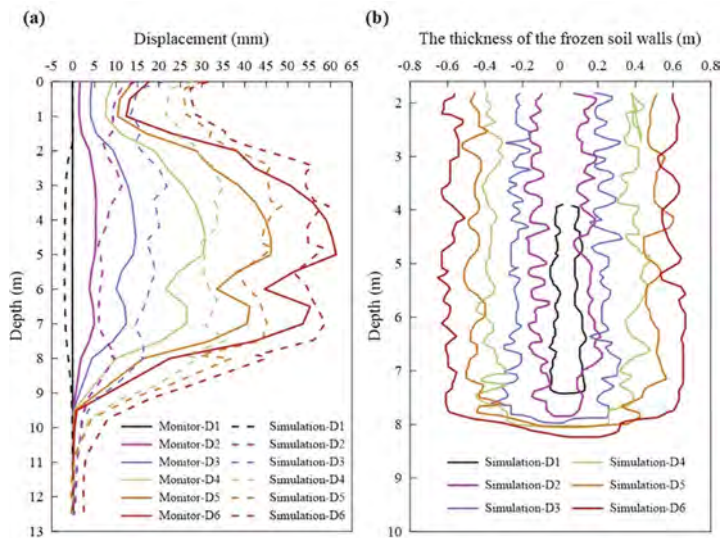 (a)
Displacement (mm)
-5 0 5 10 15 20 25 30 35 40 45 50 55 60 65
Depth (m)
0
1
2
3
4
5
6
7
8
9
10
11
12
13
Monitor-D1 Simulation-D1
Monitor-D2 Simulation-D2
Monitor-D3 Simulation-D3
Monitor-D4 Simulation-D4
Monitor-D5 Simulation-D5
Monitor-D6 Simulation-D6
(b)
The thickness of the frozen soil walls (m)
-0.8 -0.4 0 0.2 0.4 0.6 0.8
Depth (m)
2
3
4
5
6
7
8
10
Simulation-D1 Simulation-D4
Simulation-D2 Simulation-D5
Simulation-D3 Simulation-D6